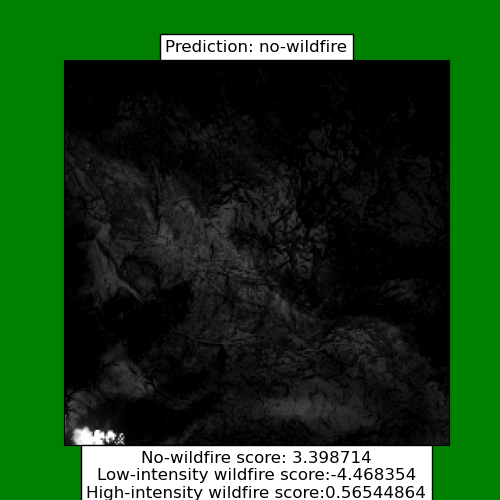 Prediction: no-wildfire
No-wildfire score: 3.398714
Low-intensity wildfire score:-4.468354
High-intensity wildfire score:0.56544864